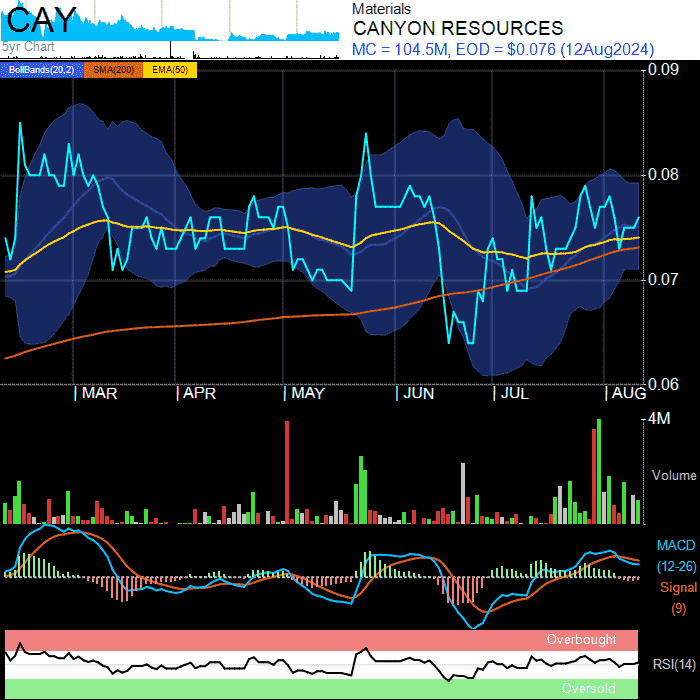 CAY
5yr Chart
Materials
CANYON RESOURCES
MC = 104.5M, EOD = $0.076 (12Aug2024)
BollBands(20,2) SMA(200) EMA(50)
0.09
0.08
0.07
0.06
| MAR | APR | MAY | JUN | JUL | AUG
4M
Volume
MACD
(12-26)
Signal
(9)
Overbought
RSI(14)
Oversold